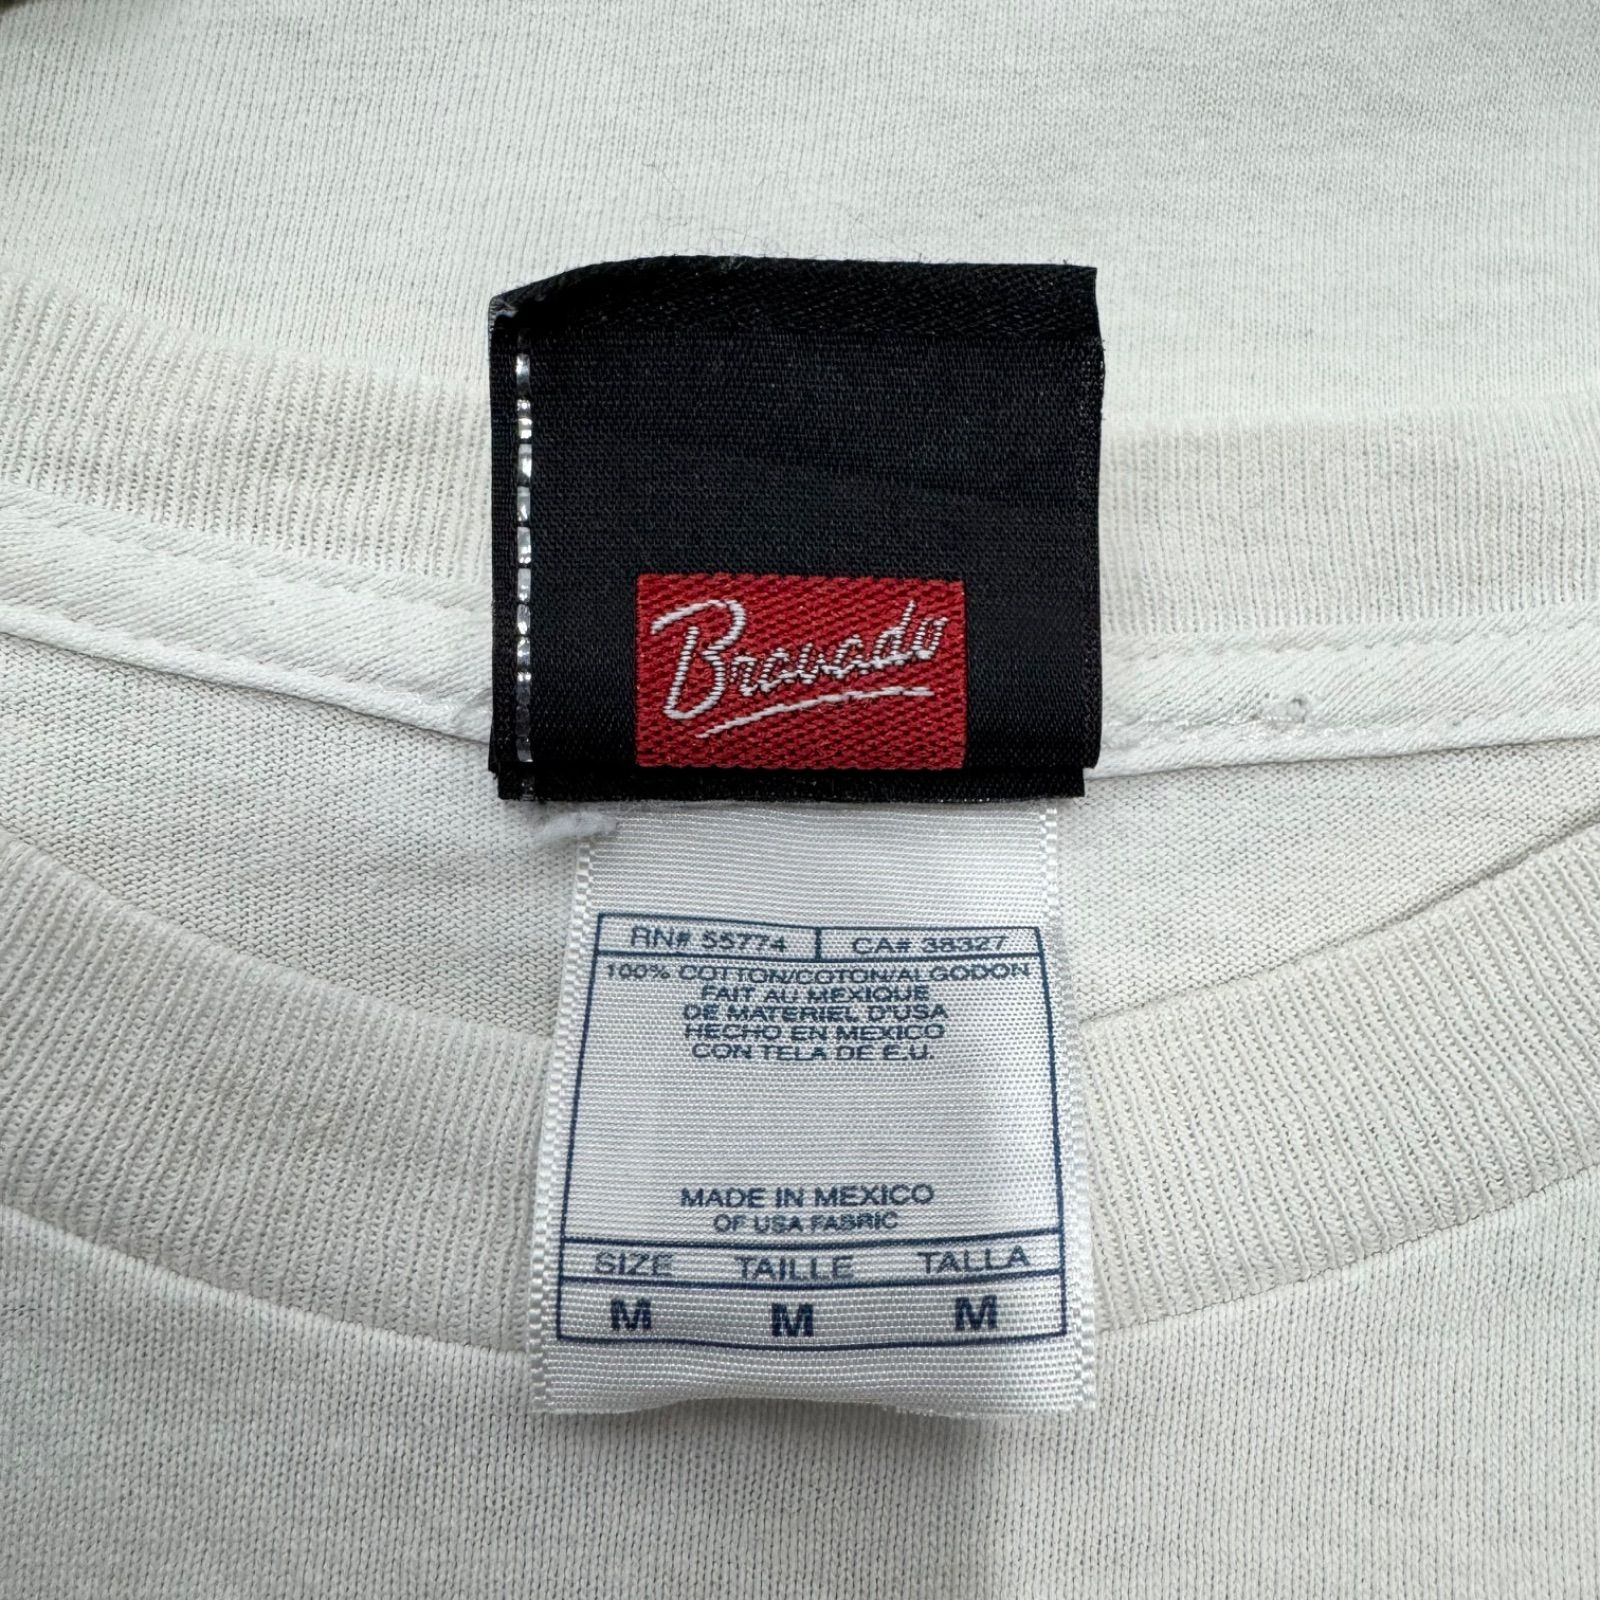 Bravado
RN# 55774 CA# 38327
100% COTTON/COTON/ALGODON
FAIT AU MEXIQUE
DE MATERIEL D'USA
HECHO EN MEXICO
CON TELA DE E.U.
MADE IN MEXICO
OF USA FABRIC
SIZE TAILLE TALLA
M M M